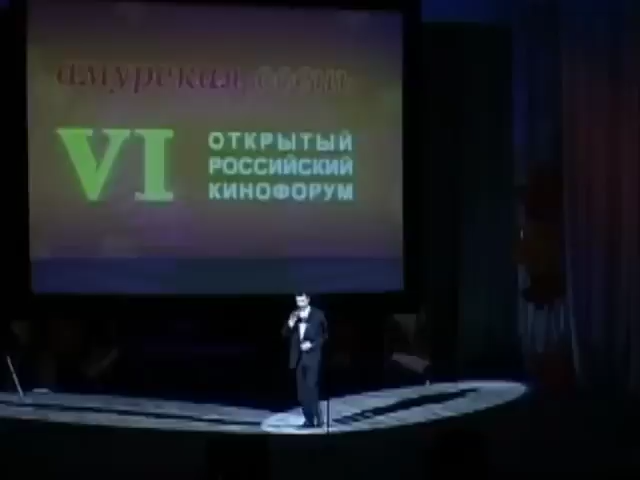 амурская осень
VI
ОТКРЫТЫЙ
РОССИЙСКИЙ
КИНОФОРУМ